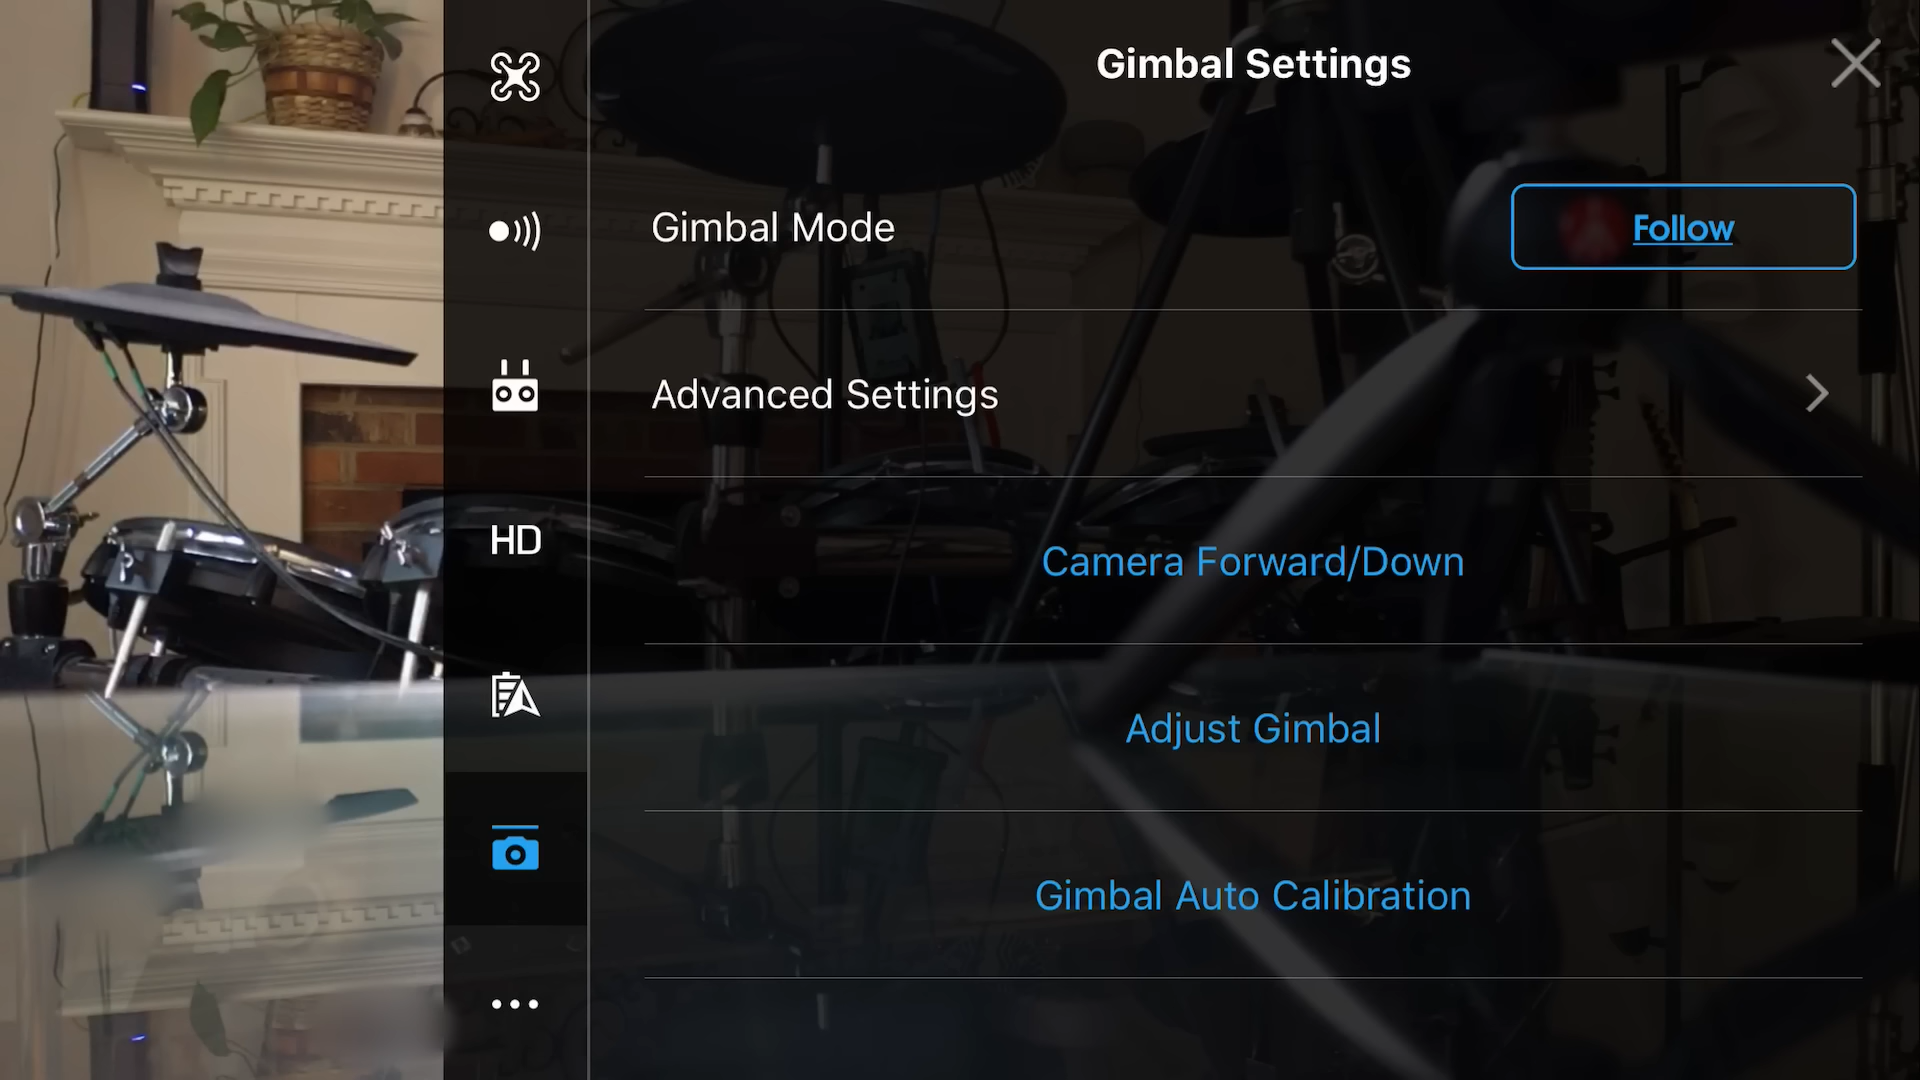 Gimbal Settings
Gimbal Mode
Follow
Advanced Settings
HD
Camera Forward/Down
Adjust Gimbal
Gimbal Auto Calibration